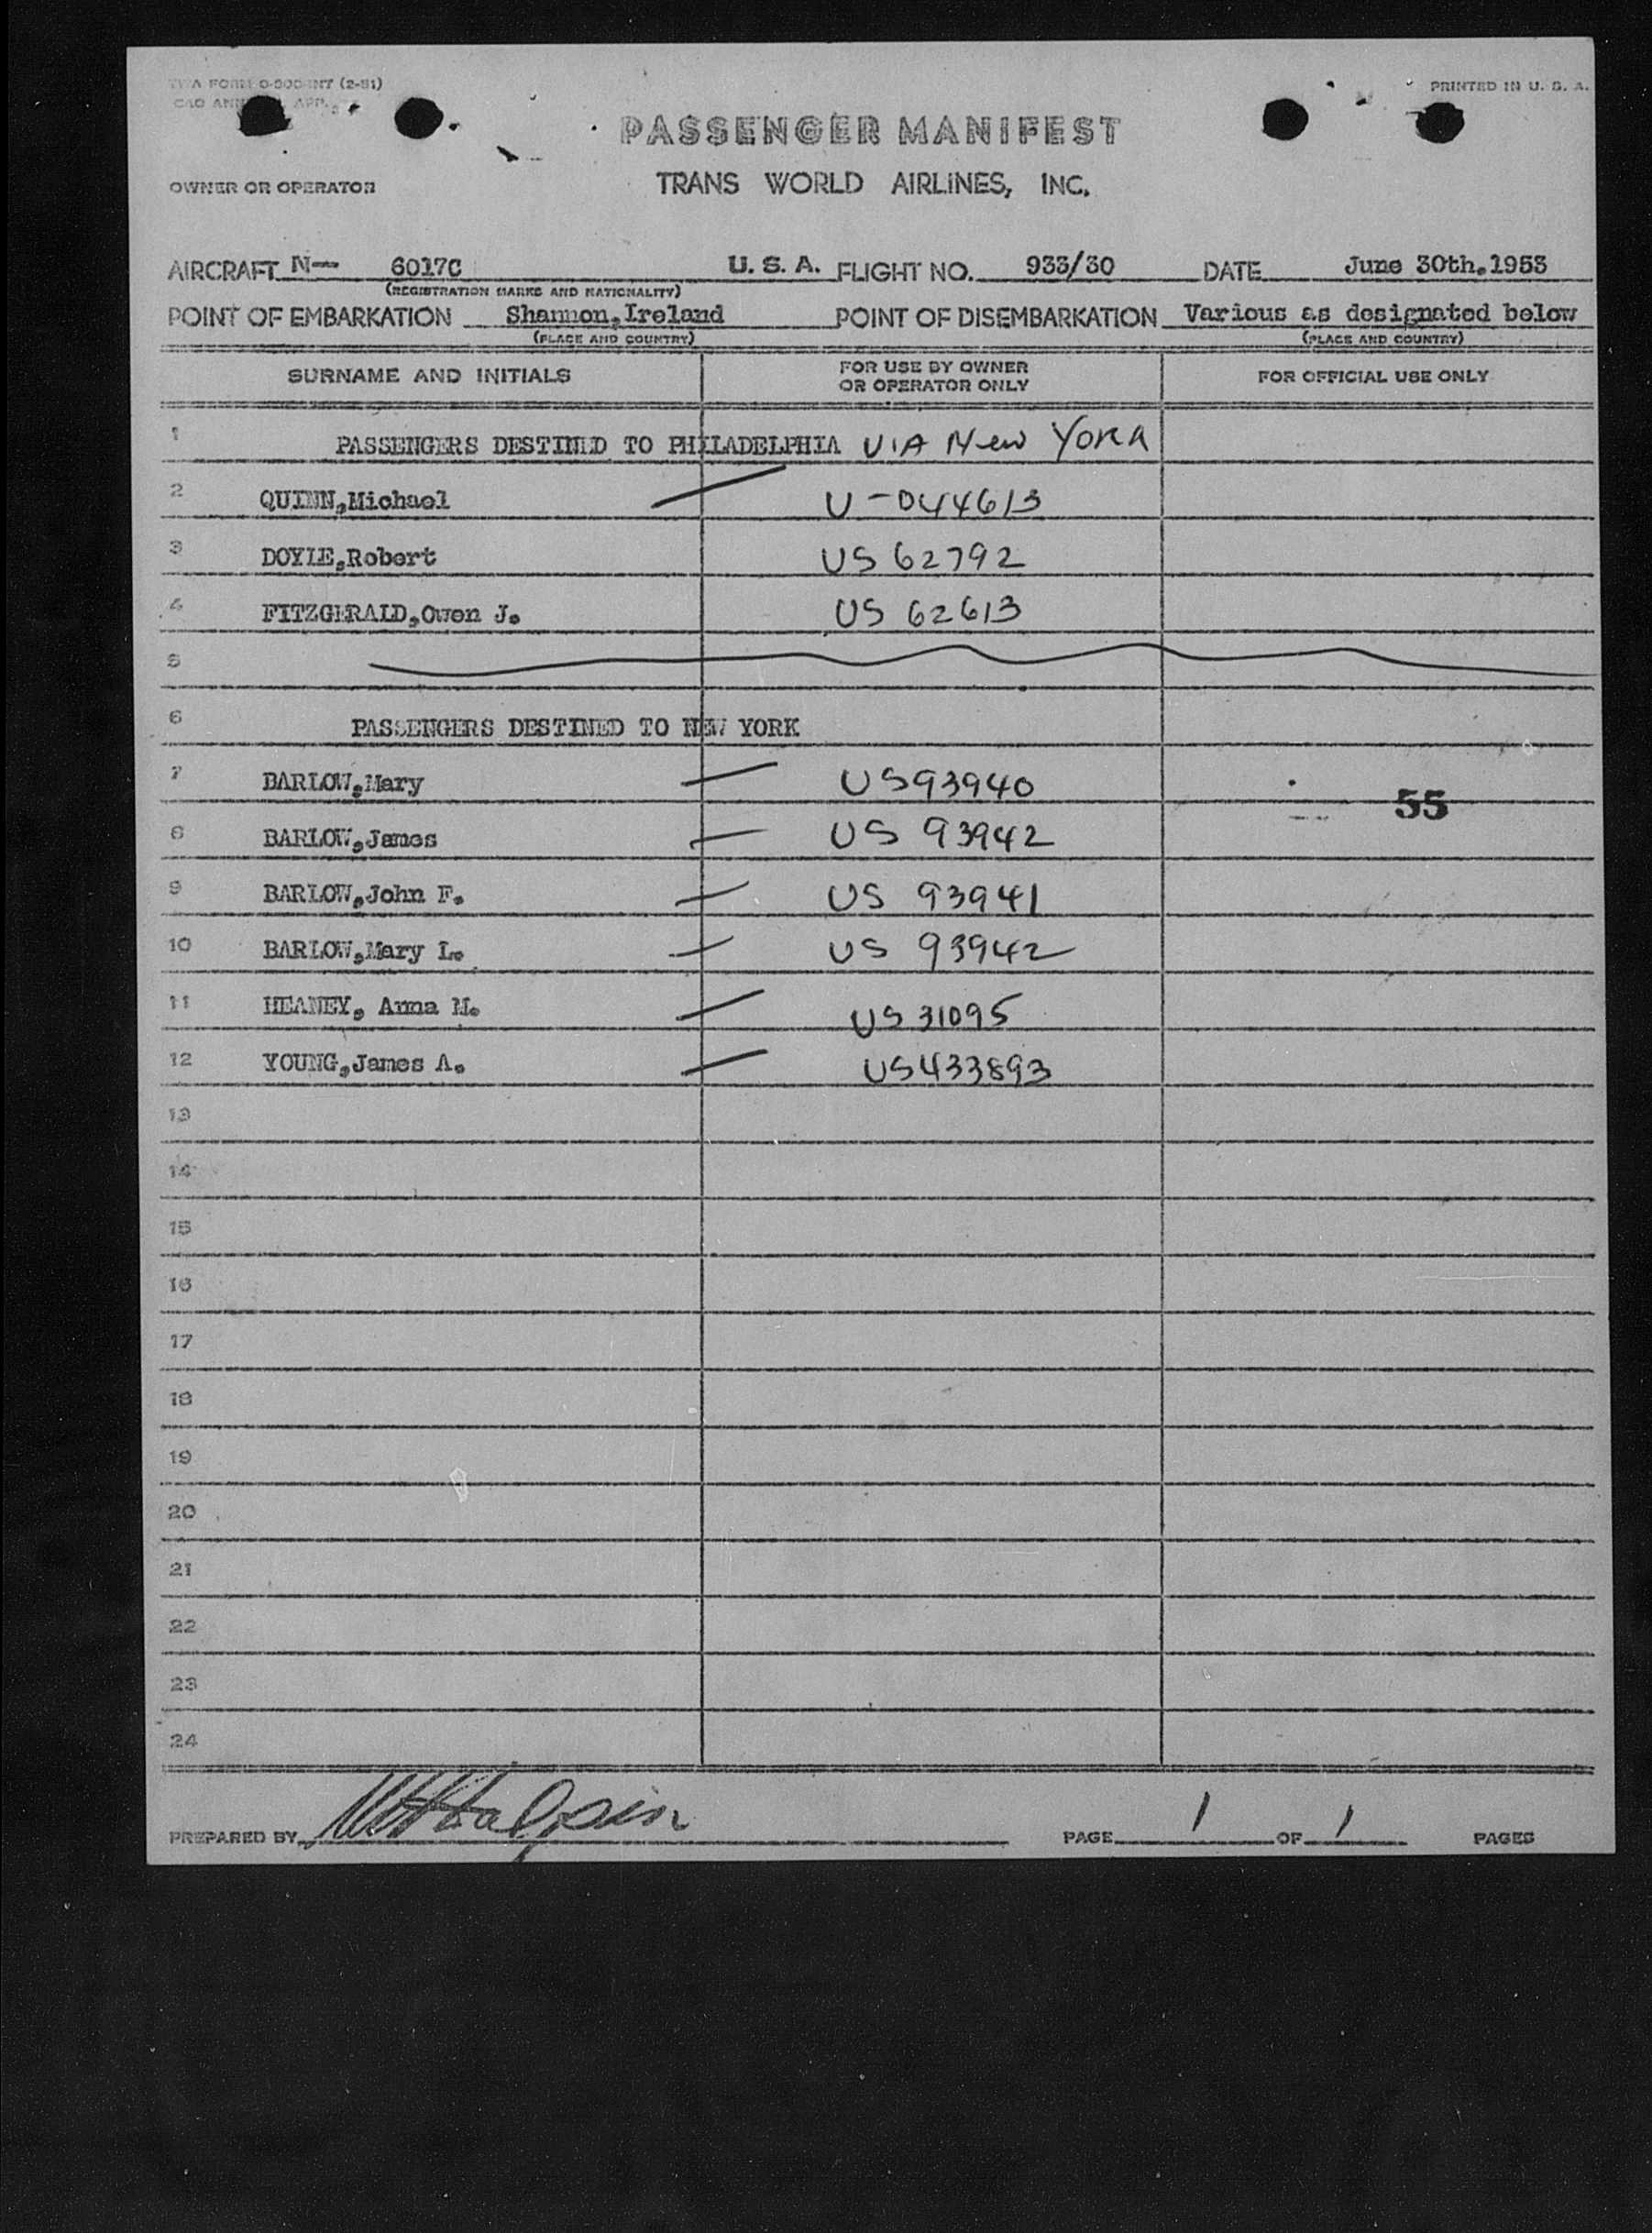 TWA FORM O-90D-INT (2-51)
PRINTED IN U. S. A.
PASSENGER MANIFEST
OWNER OR OPERATOR TRANS WORLD AIRLINES, INC.
AIRCRAFT N- 6017C U. S. A. FLIGHT NO. 933/30 DATE June 30th,1953
(REGISTRATION MARKS AND NATIONALITY)
POINT OF EMBARKATION Shannon,Ireland POINT OF DISEMBARKATION Various as designated below
(PLACE AND COUNTRY) (PLACE AND COUNTRY)
SURNAME AND INITIALS FOR USE BY OWNER OR OPERATOR ONLY FOR OFFICIAL USE ONLY
1 PASSENGERS DESTINED TO PHILADELPHIA VIA New YORK
2 QUINN,Michael U-044613
3 DOYLE,Robert US 62792
4 FITZGERALD,Owen J. US 62613
5
6 PASSENGERS DESTINED TO NEW YORK
7 BARLOW,Mary US93940
55
8 BARLOW,James US 93942
9 BARLOW,John F. US 93941
10 BARLOW,Mary L. US 93942
11 HEANEY, Anna M. US 31095
12 YOUNG,James A. US433893
13
14
15
16
17
18
19
20
21
22
23
24
PREPARED BY Halpin PAGE 1 OF 1 PAGES